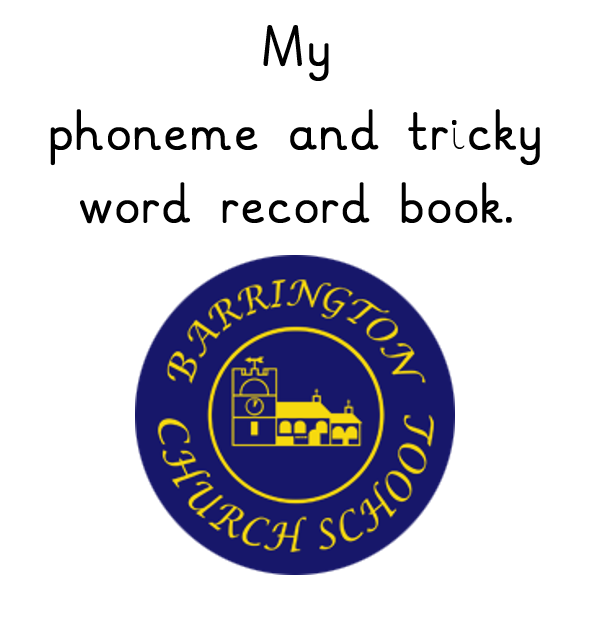 My
phoneme and tricky
word record book.
BARRINGTON
CHURCH SCHOOL